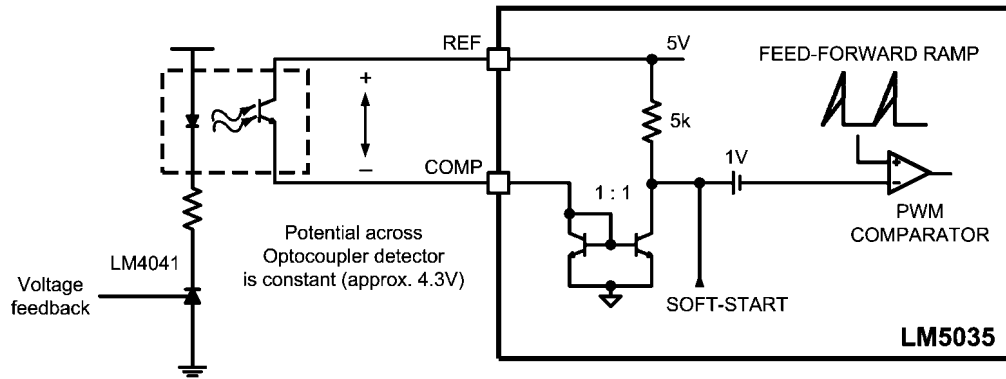 REF
5V
FEED-FORWARD RAMP
+
5k
–
COMP
1V
1 : 1
+
–
PWM
COMPARATOR
Potential across
Optocoupler detector
is constant (approx. 4.3V)
LM4041
Voltage
feedback
SOFT-START
LM5035